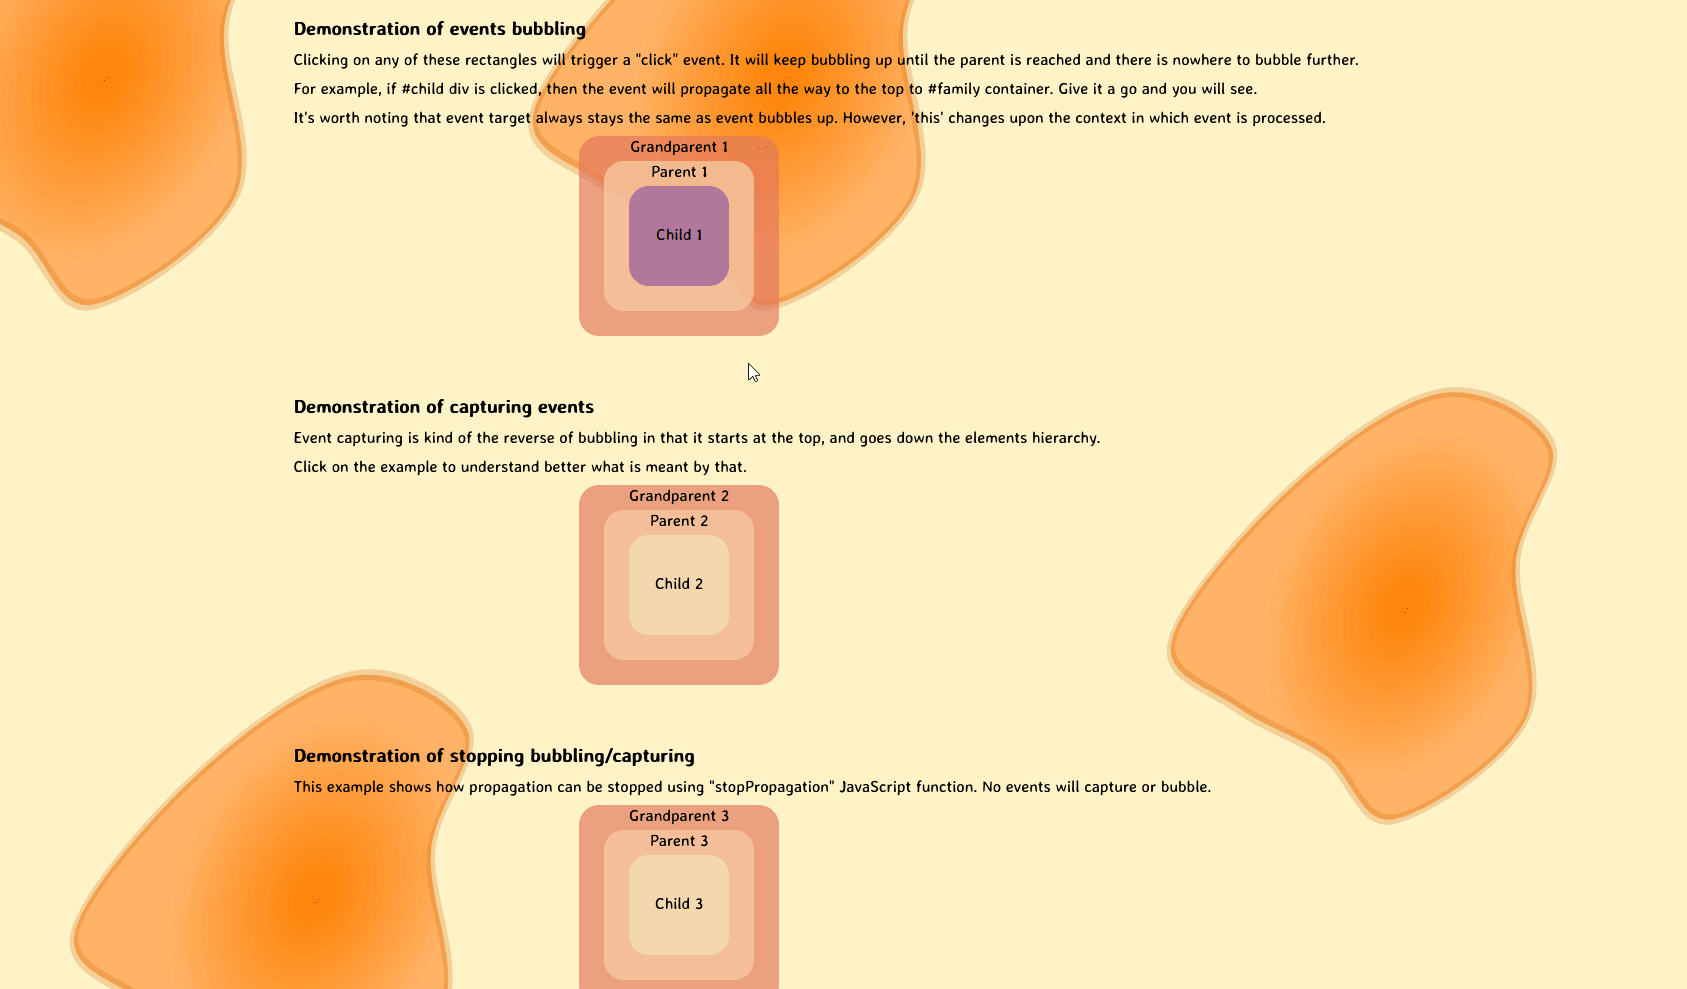 Demonstration of events bubbling
Clicking on any of these rectangles will trigger a "click" event. It will keep bubbling up until the parent is reached and there is nowhere to bubble further.
For example, if #child div is clicked, then the event will propagate all the way to the top to #family container. Give it a go and you will see.
It's worth noting that event target always stays the same as event bubbles up. However, 'this' changes upon the context in which event is processed.
Grandparent 1
Parent 1
Child 1
Demonstration of capturing events
Event capturing is kind of the reverse of bubbling in that it starts at the top, and goes down the elements hierarchy.
Click on the example to understand better what is meant by that.
Grandparent 2
Parent 2
Child 2
Demonstration of stopping bubbling/capturing
This example shows how propagation can be stopped using "stopPropagation" JavaScript function. No events will capture or bubble.
Grandparent 3
Parent 3
Child 3